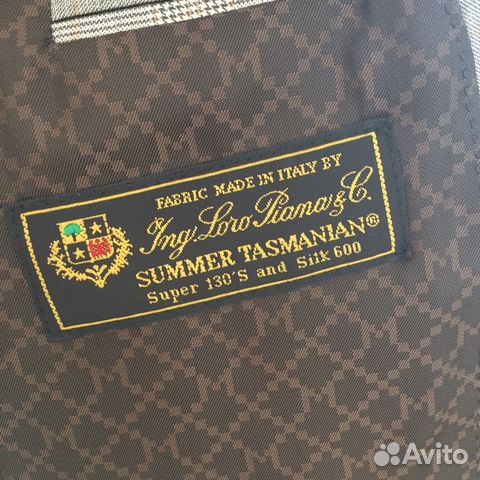 FABRIC MADE IN ITALY BY
Ing. Loro Piana & C.
SUMMER TASMANIAN®
Super 130'S and Silk 600
Avito